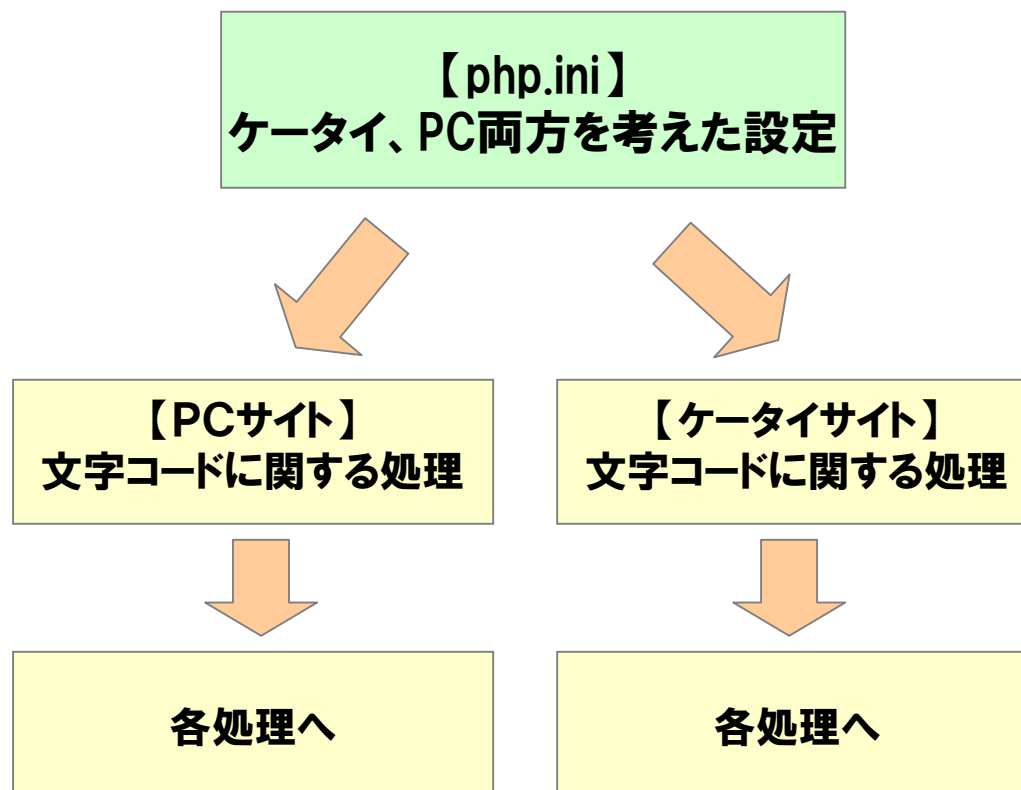 【php.ini】
ケータイ、PC両方を考えた設定
【PCサイト】
文字コードに関する処理
【ケータイサイト】
文字コードに関する処理
各処理へ
各処理へ